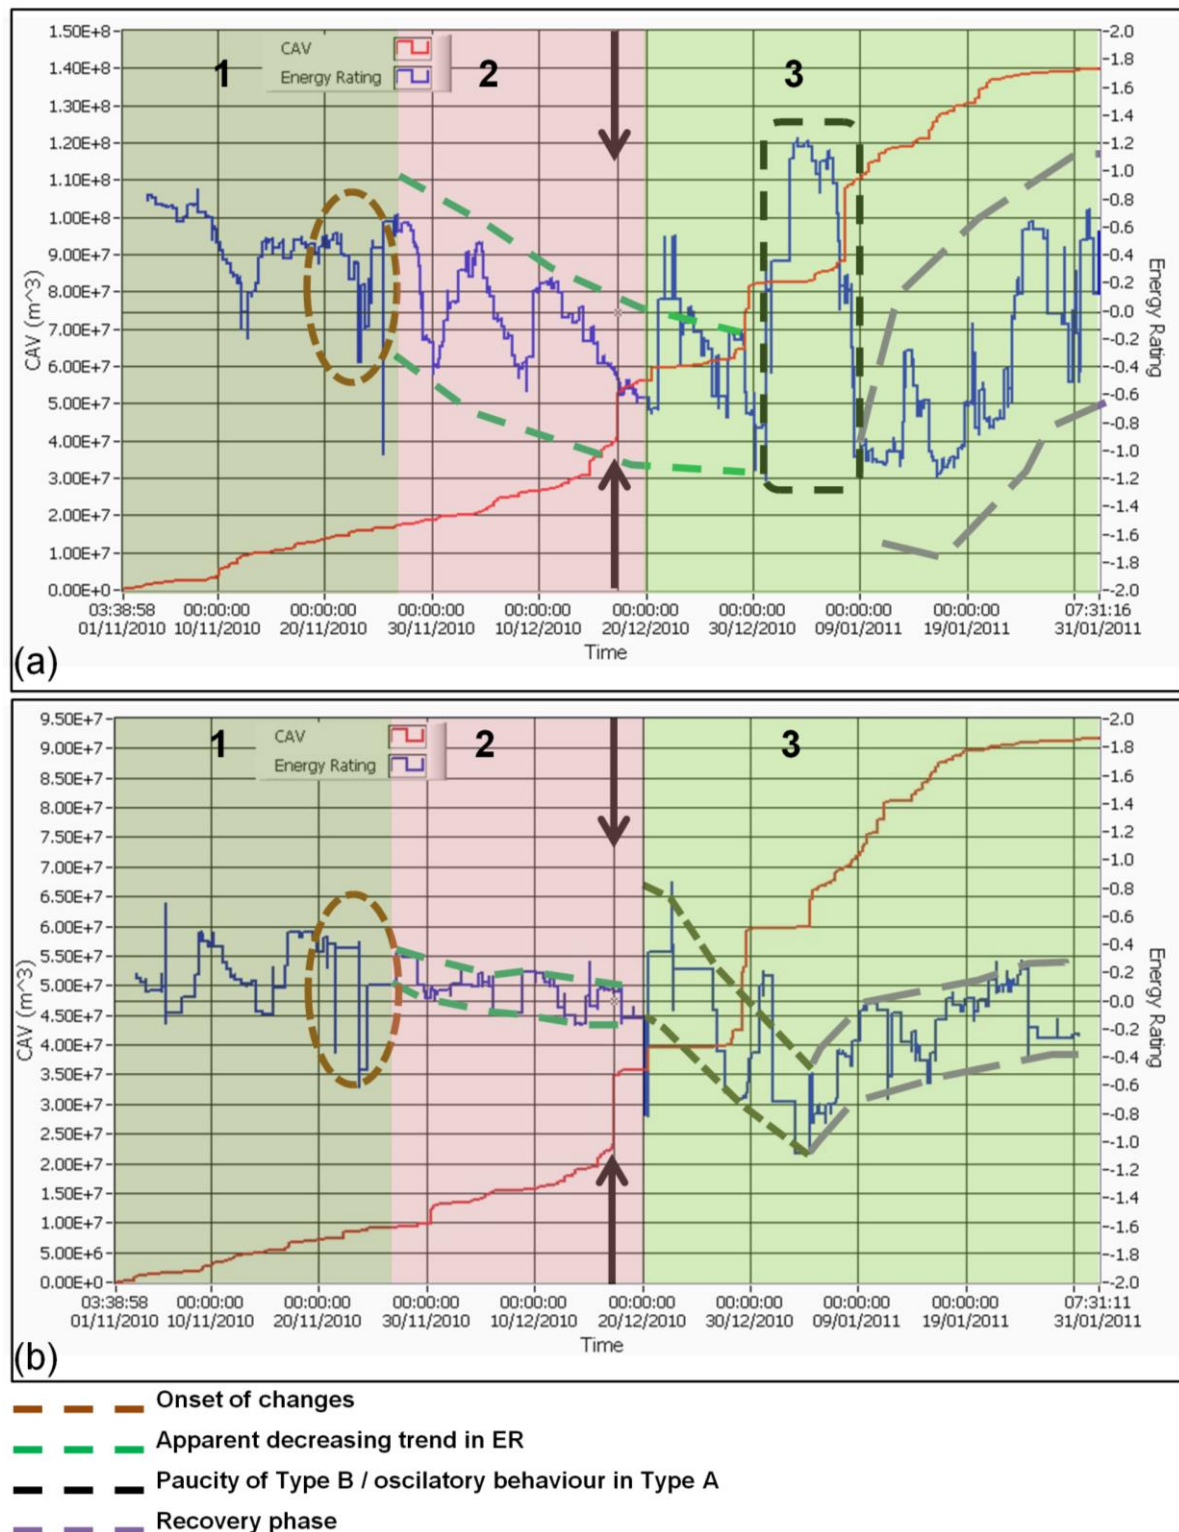 1.50E+8
1.40E+8
1.30E+8
1.20E+8
1.10E+8
1.00E+8
9.00E+7
8.00E+7
7.00E+7
6.00E+7
5.00E+7
4.00E+7
3.00E+7
2.00E+7
1.00E+7
0.00E+0
CAV (m^3)
1
CAV
Energy Rating
2
3
-2.0
-1.8
-1.6
-1.4
-1.2
-1.0
-0.8
-0.6
-0.4
-0.2
-0.0
-0.2
-0.4
-0.6
-0.8
-1.0
-1.2
-1.4
-1.6
-1.8
-2.0
Energy Rating
03:38:58 00:00:00 00:00:00 00:00:00 00:00:00 00:00:00 00:00:00 00:00:00 00:00:00 07:31:16
01/11/2010 10/11/2010 20/11/2010 30/11/2010 10/12/2010 20/12/2010 30/12/2010 09/01/2011 19/01/2011 31/01/2011
Time
(a)
9.50E+7
9.00E+7
8.50E+7
8.00E+7
7.50E+7
7.00E+7
6.50E+7
6.00E+7
5.50E+7
5.00E+7
4.50E+7
4.00E+7
3.50E+7
3.00E+7
2.50E+7
2.00E+7
1.50E+7
1.00E+7
5.00E+6
0.00E+0
CAV (m^3)
1
CAV
Energy Rating
2
3
-2.0
-1.8
-1.6
-1.4
-1.2
-1.0
-0.8
-0.6
-0.4
-0.2
-0.0
-0.2
-0.4
-0.6
-0.8
-1.0
-1.2
-1.4
-1.6
-1.8
-2.0
Energy Rating
03:38:58 00:00:00 00:00:00 00:00:00 00:00:00 00:00:00 00:00:00 00:00:00 00:00:00 07:31:11
01/11/2010 10/11/2010 20/11/2010 30/11/2010 10/12/2010 20/12/2010 30/12/2010 09/01/2011 19/01/2011 31/01/2011
Time
(b)
Onset of changes
Apparent decreasing trend in ER
Paucity of Type B / oscilatory behaviour in Type A
Recovery phase